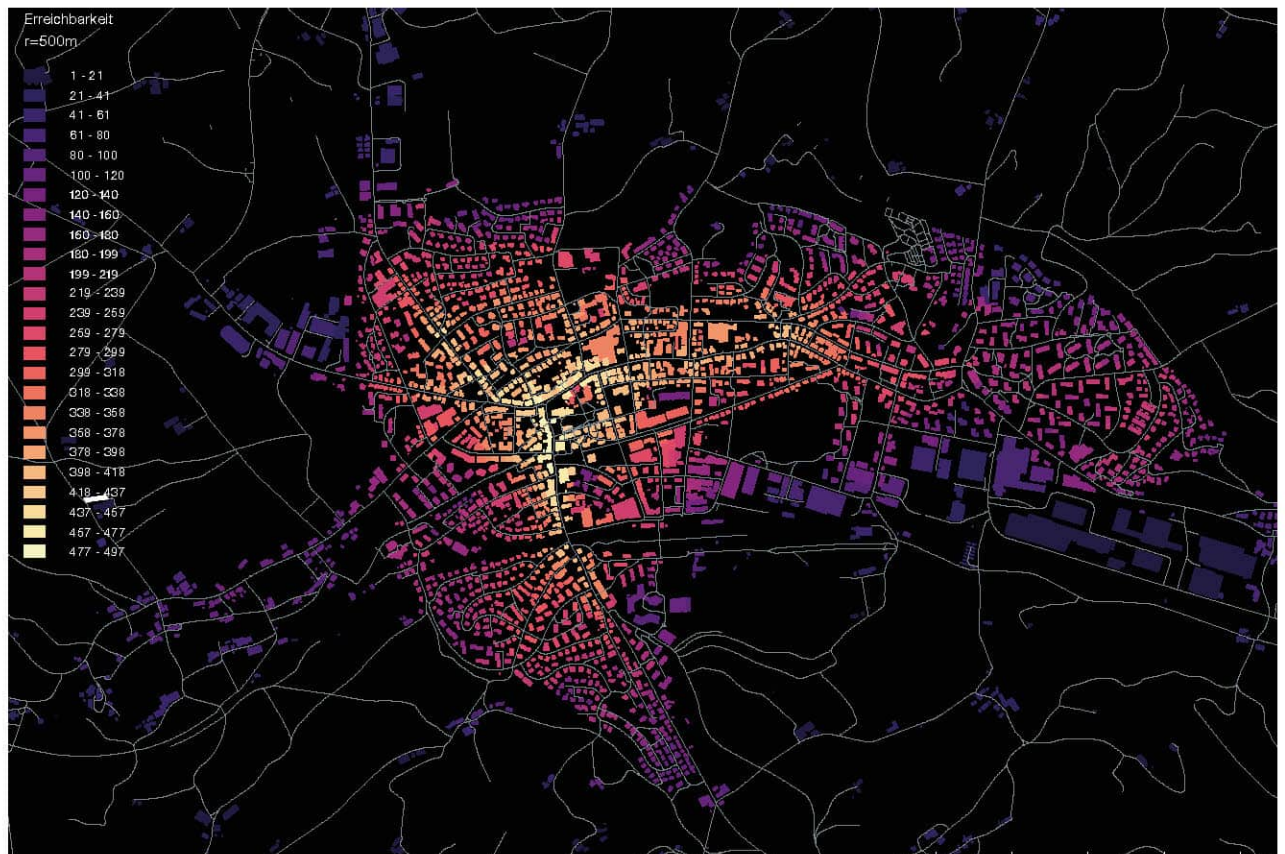 Erreichbarkeit
r=500m
1 - 21
21 - 41
41 - 61
61 - 80
80 - 100
100 - 120
120 - 140
140 - 160
160 - 180
180 - 199
199 - 219
219 - 239
239 - 259
259 - 279
279 - 299
299 - 318
318 - 338
338 - 358
358 - 378
378 - 398
398 - 418
418 - 437
437 - 457
457 - 477
477 - 497